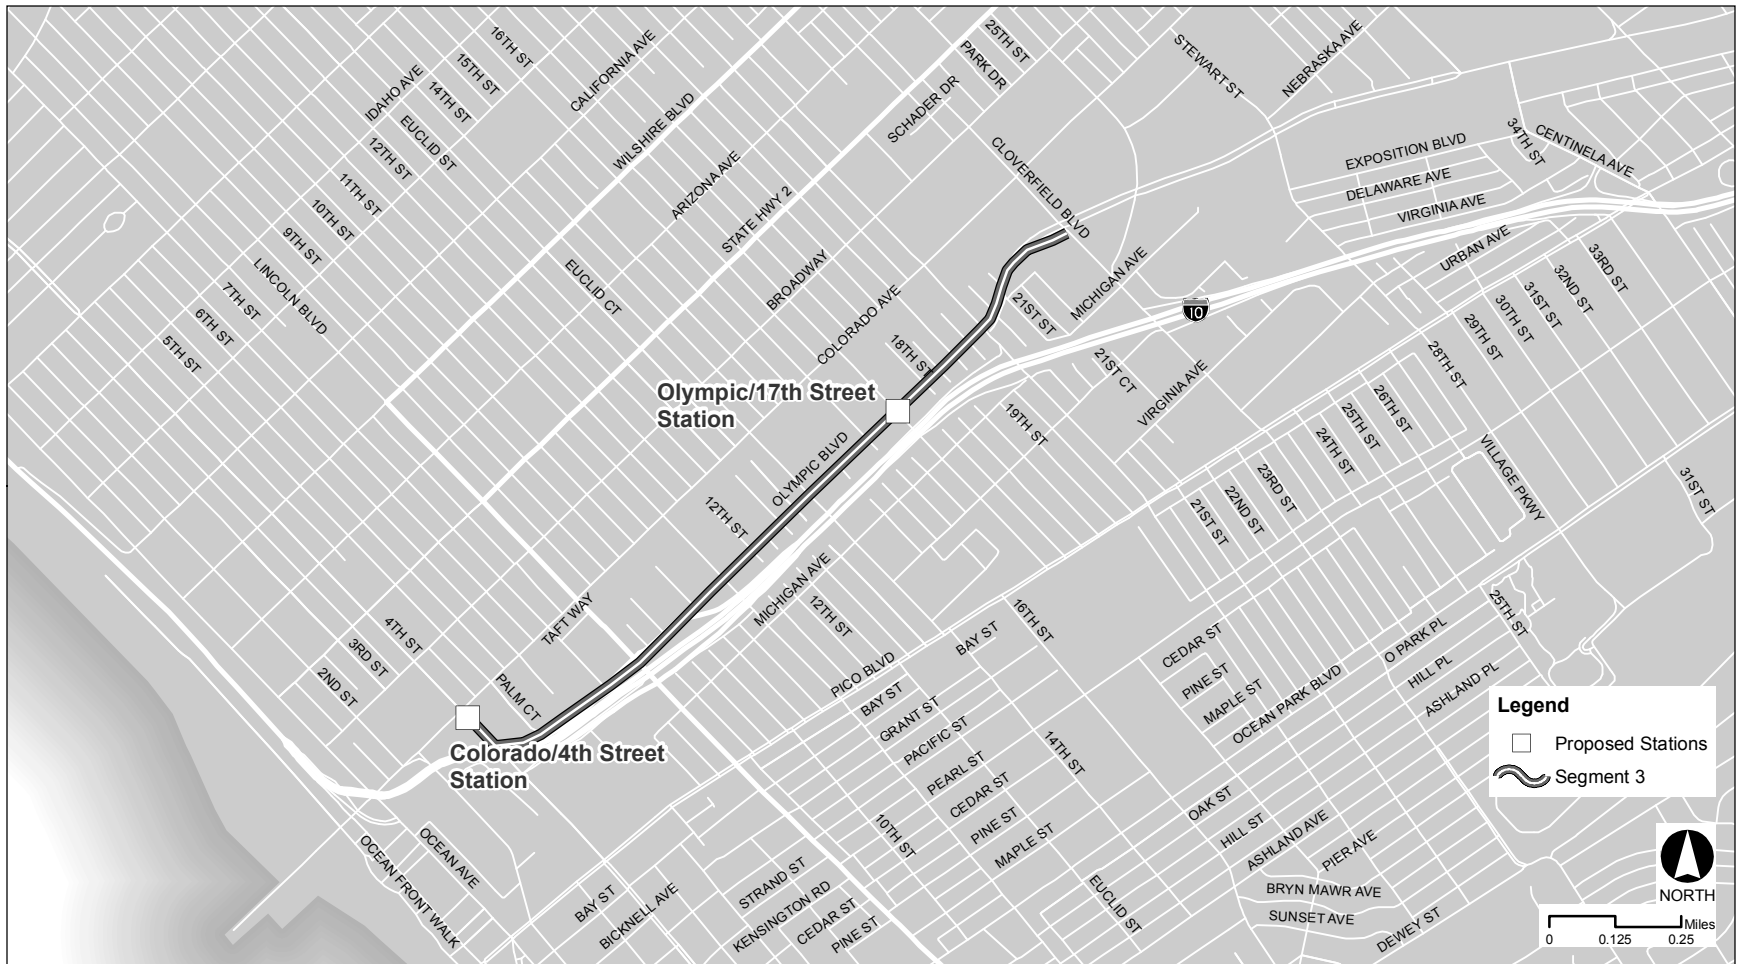 16TH ST
15TH ST
14TH ST
IDAHO AVE
EUCLID ST
12TH ST
11TH ST
10TH ST
9TH ST
LINCOLN BLVD
7TH ST
6TH ST
5TH ST
CALIFORNIA AVE
WILSHIRE BLVD
ARIZONA AVE
STATE HWY 2
EUCLID CT
BROADWAY
COLORADO AVE
18TH ST
25TH ST
PARK DR
SCHADER DR
CLOVERFIELD BLVD
STEWART ST
NEBRASKA AVE
EXPOSITION BLVD
34TH ST
CENTINELA AVE
DELAWARE AVE
VIRGINIA AVE
URBAN AVE
33RD ST
32ND ST
31ST ST
30TH ST
29TH ST
28TH ST
MICHIGAN AVE
21ST ST
10
21ST CT
VIRGINIA AVE
19TH ST
26TH ST
25TH ST
24TH ST
23RD ST
22ND ST
21ST ST
VILLAGE PKWY
31ST ST
Olympic/17th Street
Station
OLYMPIC BLVD
12TH ST
MICHIGAN AVE
12TH ST
TAFT WAY
PALM CT
4TH ST
3RD ST
2ND ST
Colorado/4th Street
Station
PICO BLVD
BAY ST
16TH ST
BAY ST
GRANT ST
PACIFIC ST
PEARL ST
CEDAR ST
PINE ST
MAPLE ST
14TH ST
10TH ST
EUCLID ST
CEDAR ST
PINE ST
MAPLE ST
OCEAN PARK BLVD
O PARK PL
HILL PL
ASHLAND PL
25TH ST
OAK ST
HILL ST
ASHLAND AVE
PIER AVE
BRYN MAWR AVE
SUNSET AVE
DEWEY ST
OCEAN AVE
OCEAN FRONT WALK
BAY ST
BICKNELL AVE
STRAND ST
KENSINGTON RD
CEDAR ST
PINE ST
Legend
Proposed Stations
Segment 3
NORTH
Miles
0 0.125 0.25